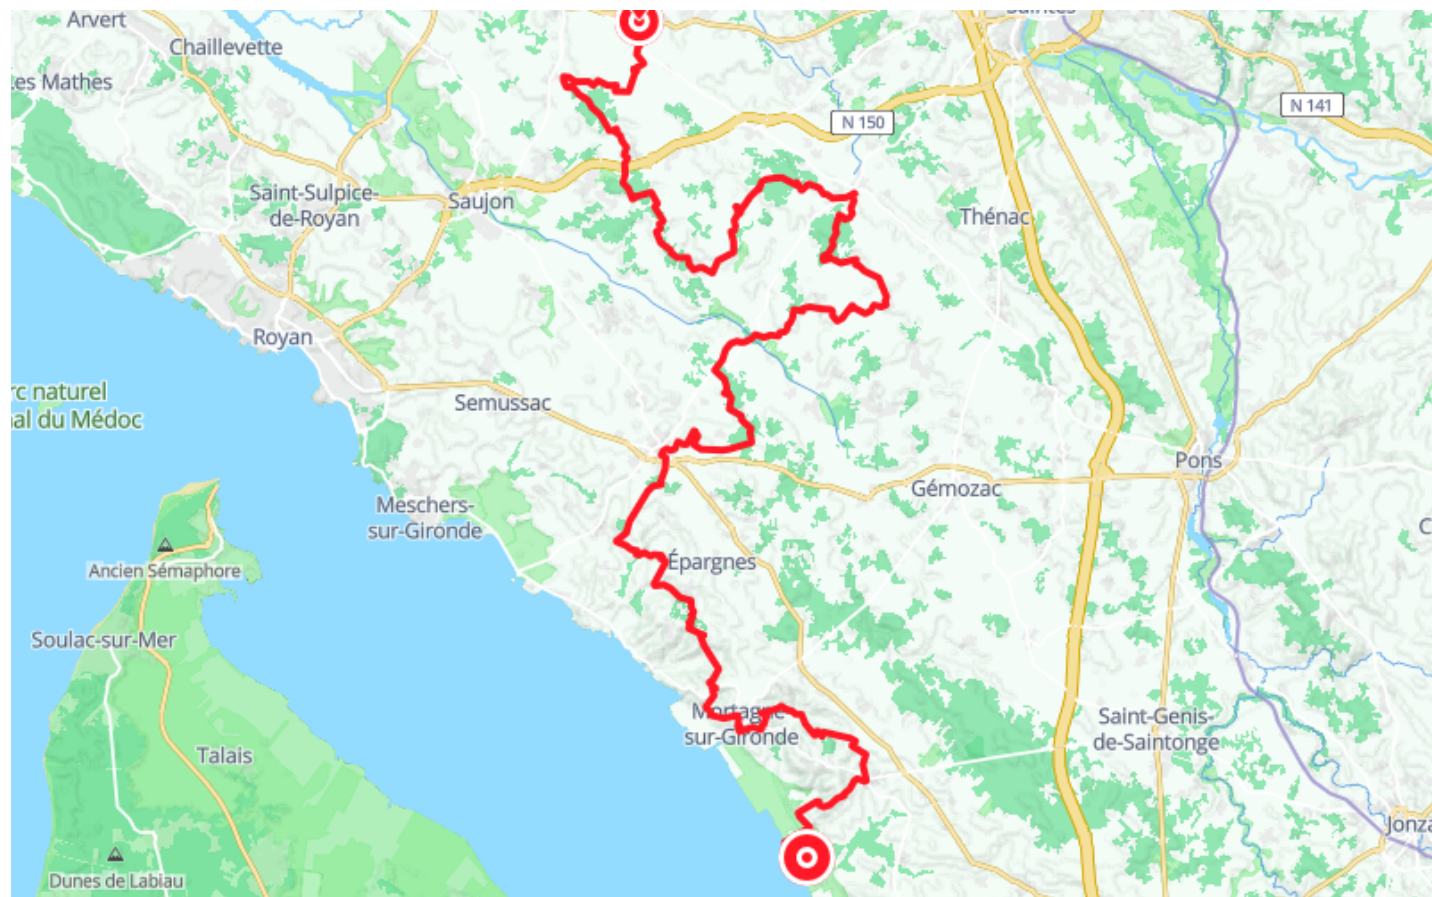 Arvert
Chaillevette
es Mathes
N 141
N 150
Saint-Sulpice-
de-Royan
Saujon
Thénac
Royan
rc naturel
al du Médoc
Semussac
Pons
Gémozac
Meschers-
sur-Gironde
Épargnes
Ancien Sémaphore
Soulac-sur-Mer
Mortagne-
sur-Gironde
Saint-Genis-
de-Saintonge
Talais
Jonza
Dunes de Labiau